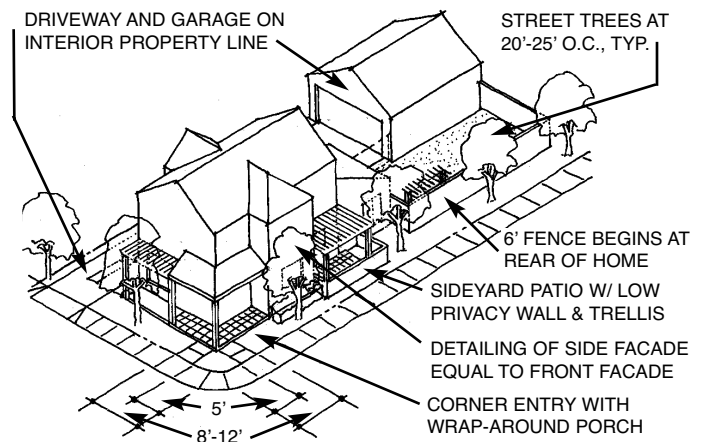 DRIVEWAY AND GARAGE ON
INTERIOR PROPERTY LINE
STREET TREES AT
20'-25' O.C., TYP.
6' FENCE BEGINS AT
REAR OF HOME
SIDEYARD PATIO W/ LOW
PRIVACY WALL & TRELLIS
DETAILING OF SIDE FACADE
EQUAL TO FRONT FACADE
CORNER ENTRY WITH
WRAP-AROUND PORCH
5'
8'-12'